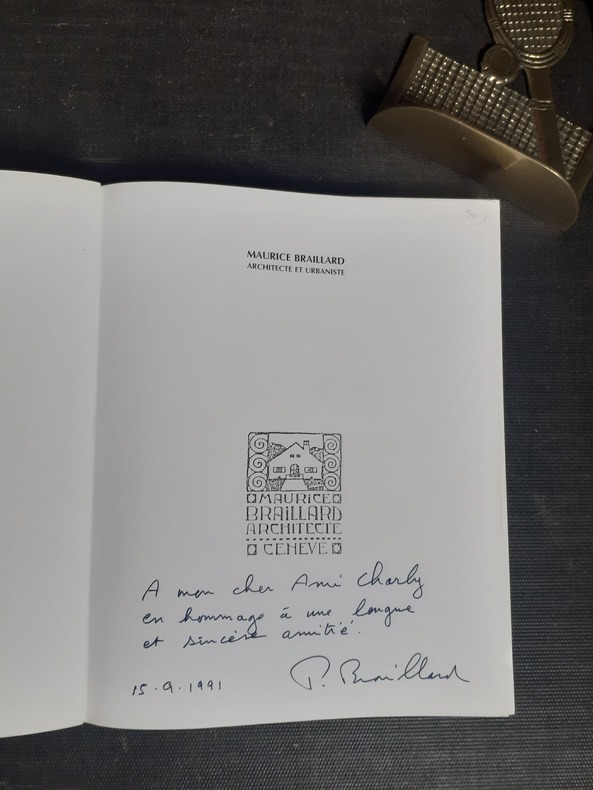 MAURICE BRAILLARD
ARCHITECTE ET URBANISTE
MAURICE
BRAILLARD
ARCHITECTE
GENEVE
A mon cher Ami Charly
en hommage à une longue
et sincère amitié.
15.9.1991 P. Braillard